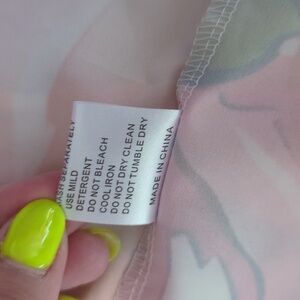 SEPARATELY
USE MILD
DETERGENT
DO NOT BLEACH
COOL IRON
DO NOT DRY CLEAN
DO NOT TUMBLE DRY
MADE IN CHINA